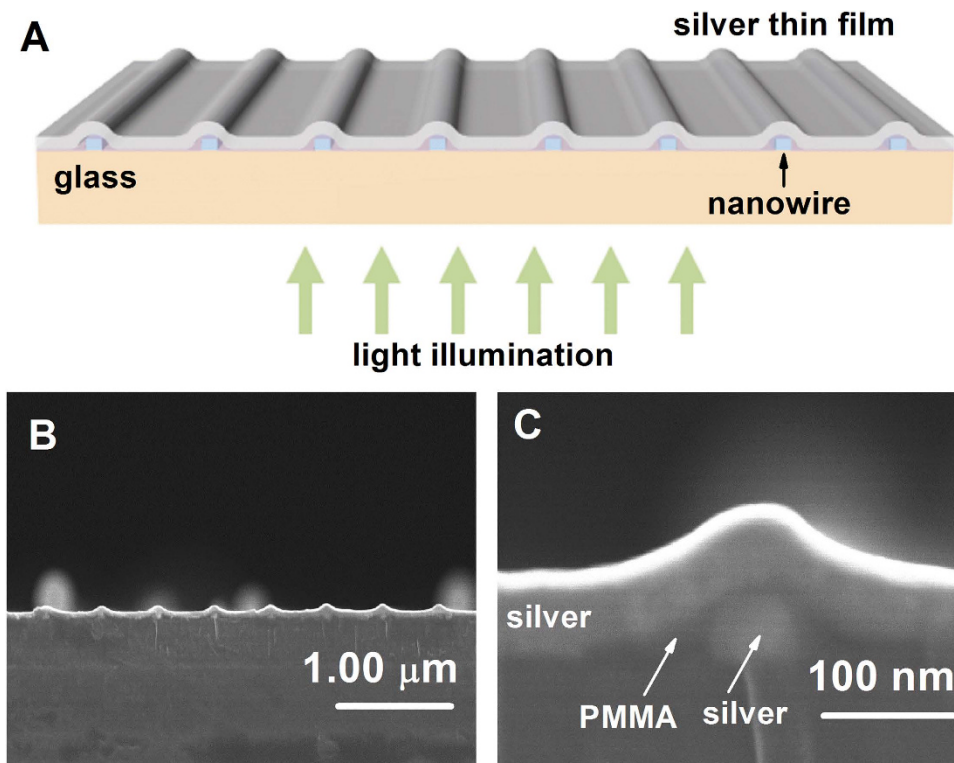 A
silver thin film
glass
nanowire
light illumination
B
1.00 μm
C
silver
PMMA
silver
100 nm